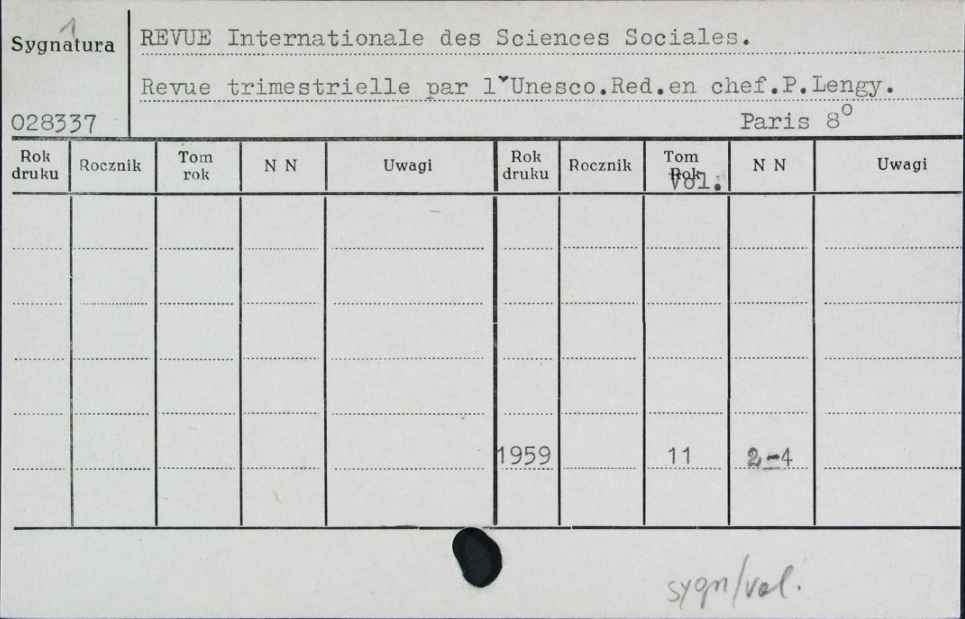 1
Sygnatura
REVUE Internationale des Sciences Sociales.
Revue trimestrielle par l'Unesco.Red.en chef.P.Lengy.
028337
Paris 8º
Rok druku Rocznik Tom rok N N Uwagi Rok druku Rocznik Tom Rok Vol. N N Uwagi
1959 11 2-4
sygn/vol.